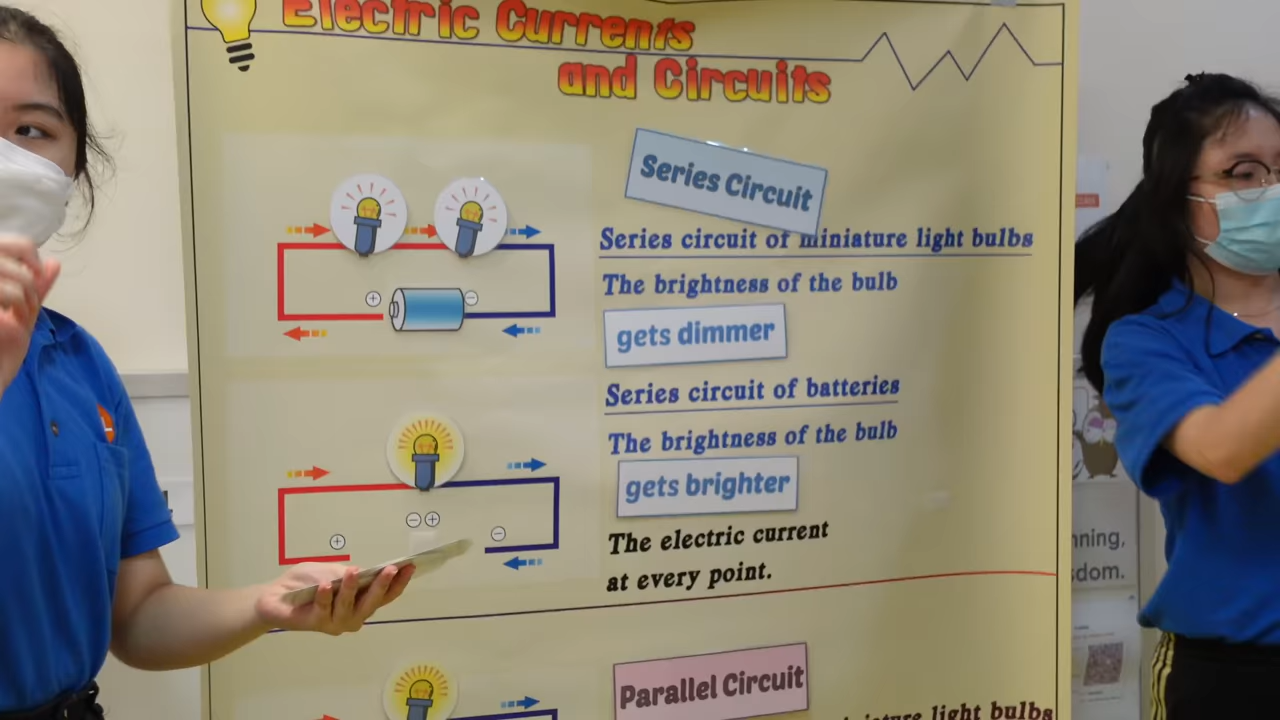 Electric Currents
and Circuits
Series Circuit
Series circuit of miniature light bulbs
The brightness of the bulb
gets dimmer
Series circuit of batteries
The brightness of the bulb
gets brighter
The electric current
at every point.
Parallel Circuit
light bulbs